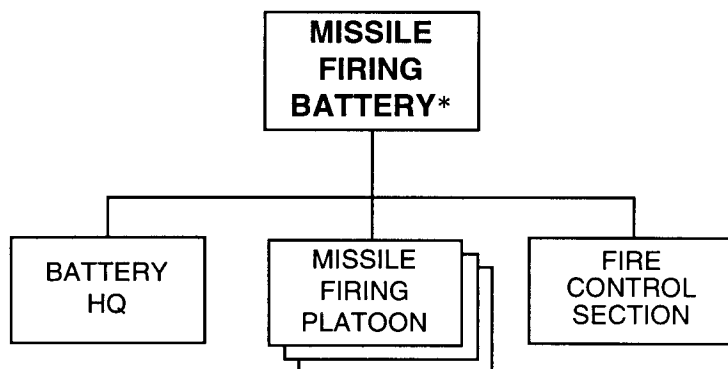 MISSILE
FIRING
BATTERY*
BATTERY
HQ
MISSILE
FIRING
PLATOON
FIRE
CONTROL
SECTION